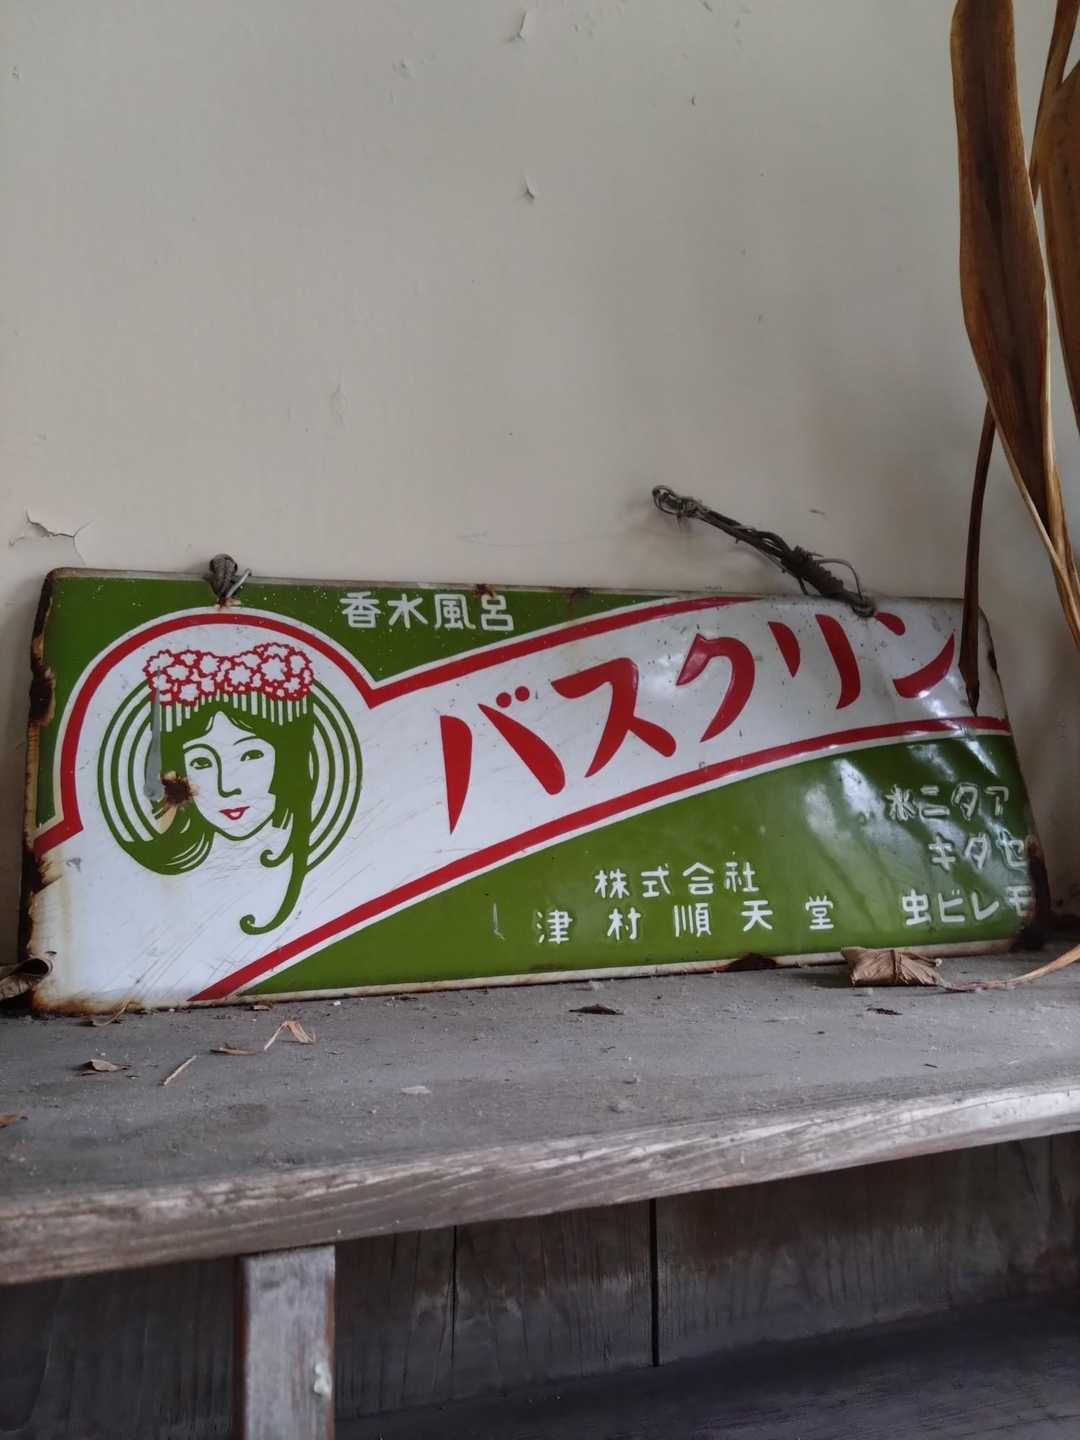 香水風呂
バスクリン
株式会社
津村順天堂
氷ニタア
キダセ
虫ビレモ